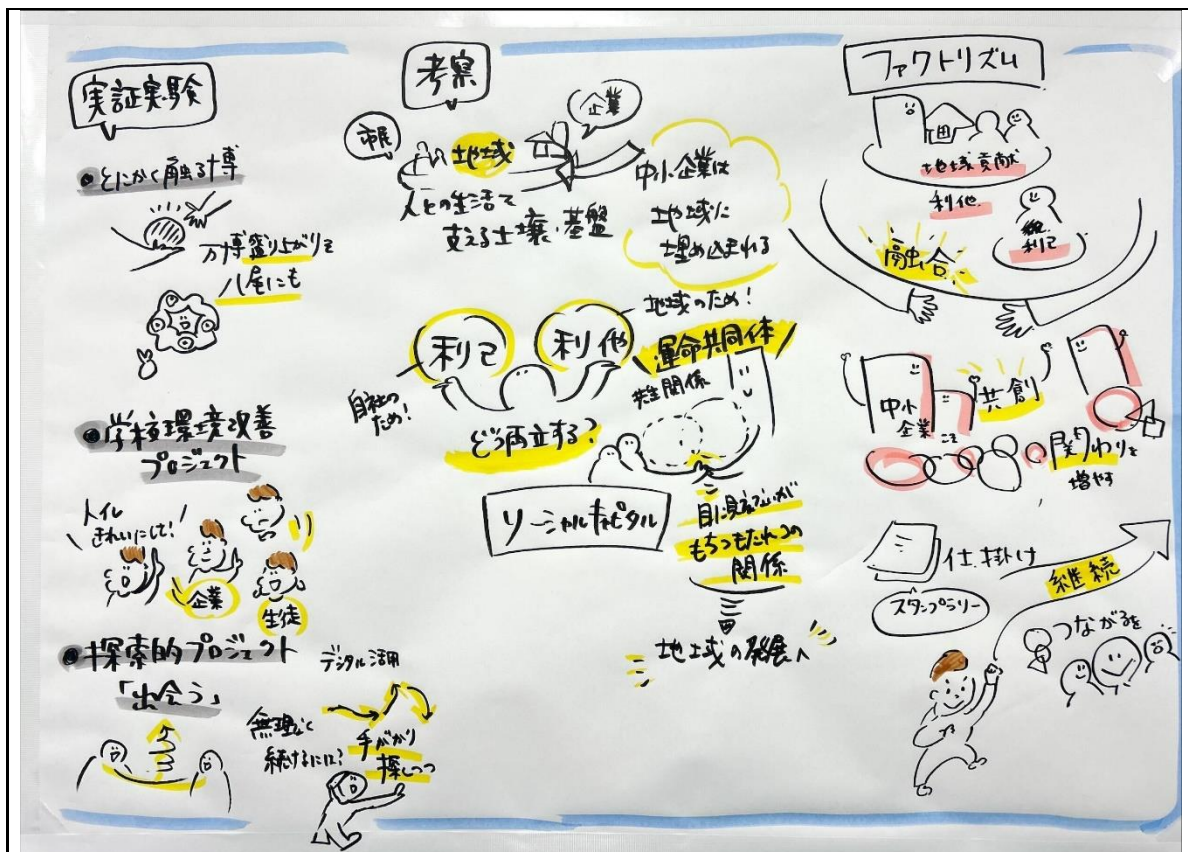 実証実験
●とにかく触る博
万博盛り上がりを
八尾にも
●学校環境改善
プロジェクト
トイレ
きれいにして!
企業
生徒
●探索的プロジェクト
「出会う」
デジタル活用
無理なく
続けるには?
手がかり
探しつつ
考察
市民
地域
企業
人との生活て
支える土壌・基盤
中小企業は
地域に
埋め込まれる
利己
利他
自社の
ため!
地域のため!
どう両立する?
運命共同体
共生関係
ソーシャルキャピタル
目に見えないが
もちつもたれつの
関係
地域の発展へ
ファクトリズム
地域貢献
利他
利己
融合
中小
企業
こそ
共創
関わりを
増やす
仕掛け
スタンプラリー
継続
つながるを